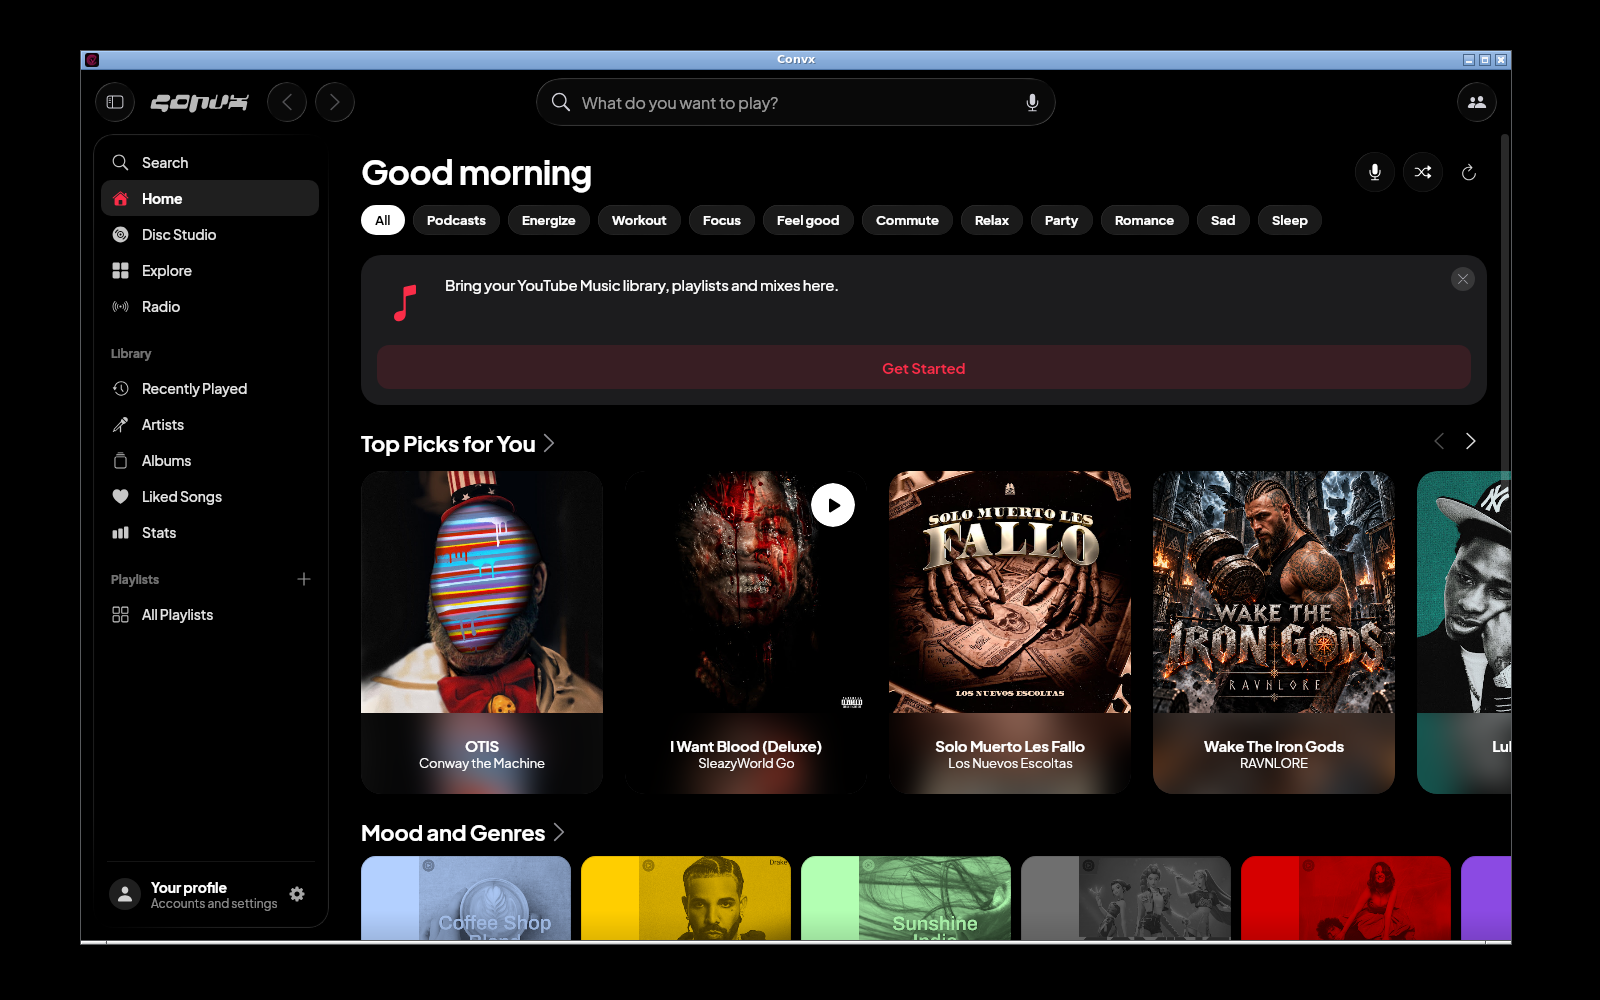 Convx
convx
What do you want to play?
Search
Home
Disc Studio
Explore
Radio
Library
Recently Played
Artists
Albums
Liked Songs
Stats
Playlists
All Playlists
Your profile
Accounts and settings
Good morning
All Podcasts Energize Workout Focus Feel good Commute Relax Party Romance Sad Sleep
Bring your YouTube Music library, playlists and mixes here.
Get Started
Top Picks for You
OTIS
Conway the Machine
I Want Blood (Deluxe)
SleazyWorld Go
SOLO MUERTO LES
FALLO
LOS NUEVOS ESCOLTAS
Solo Muerto Les Fallo
Los Nuevos Escoltas
WAKE THE
IRON GODS
RAVNLORE
Wake The Iron Gods
RAVNLORE
NY
Mood and Genres
Coffee Shop
Drake
Sunshine
Indie